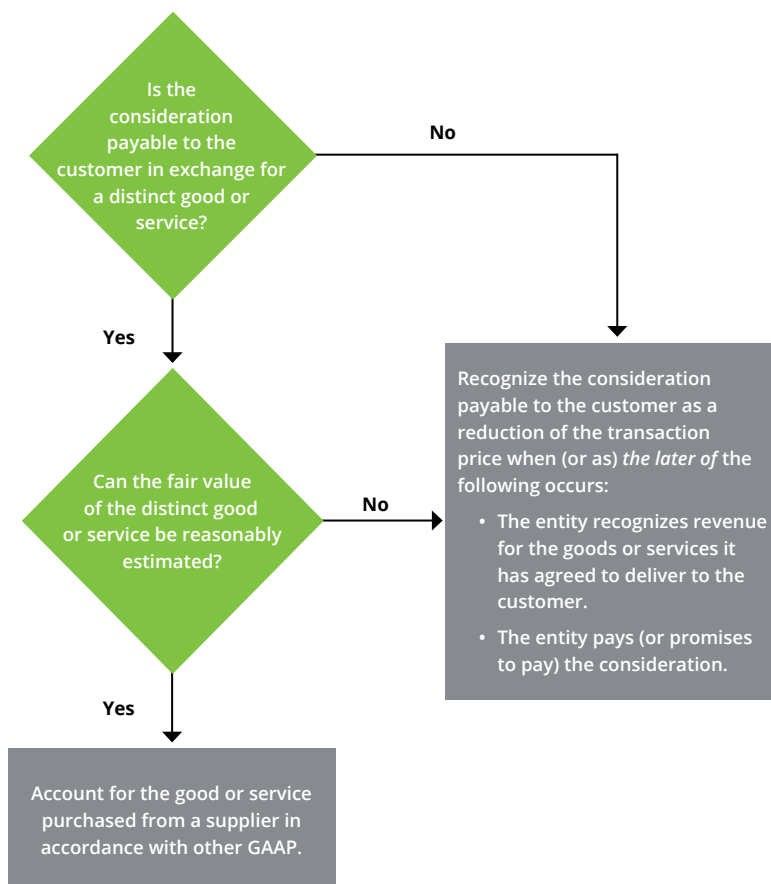 Is the
consideration
payable to the
customer in exchange for
a distinct good or
service?
No
Yes
Recognize the consideration
payable to the customer as a
reduction of the transaction
price when (or as) the later of the
following occurs:
• The entity recognizes revenue
for the goods or services it
has agreed to deliver to the
customer.
• The entity pays (or promises
to pay) the consideration.
Can the fair value
of the distinct good
or service be reasonably
estimated?
No
Yes
Account for the good or service
purchased from a supplier in
accordance with other GAAP.